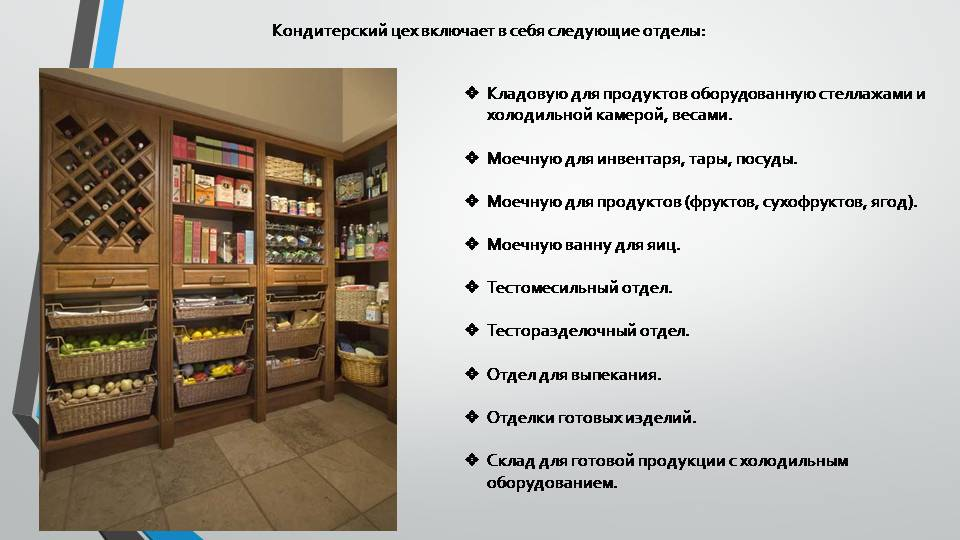 Кондитерский цех включает в себя следующие отделы:
❖ Кладовую для продуктов оборудованную стеллажами и
холодильной камерой, весами.
❖ Моечную для инвентаря, тары, посуды.
❖ Моечную для продуктов (фруктов, сухофруктов, ягод).
❖ Моечную ванну для яиц.
❖ Тестомесильный отдел.
❖ Тесторазделочный отдел.
❖ Отдел для выпекания.
❖ Отделки готовых изделий.
❖ Склад для готовой продукции с холодильным
оборудованием.